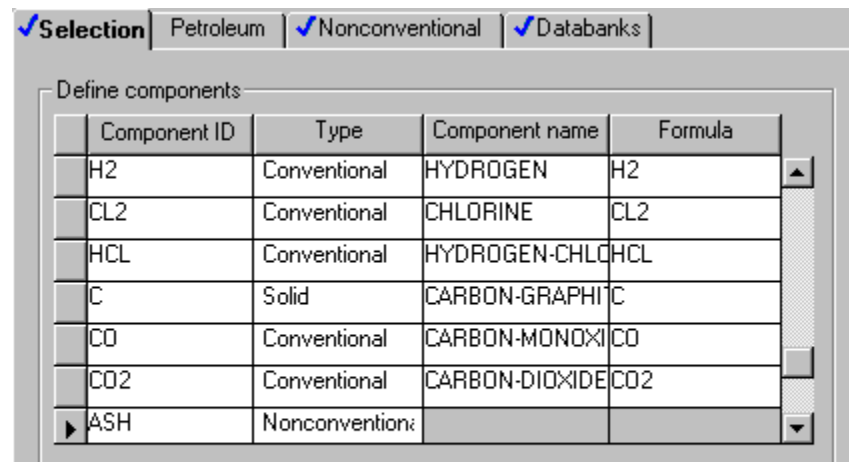 Selection Petroleum Nonconventional Databanks
Define components
Component ID Type Component name Formula
H2 Conventional HYDROGEN H2
CL2 Conventional CHLORINE CL2
HCL Conventional HYDROGEN-CHLO HCL
C Solid CARBON-GRAPHIT C
CO Conventional CARBON-MONOXI CO
CO2 Conventional CARBON-DIOXIDE CO2
ASH Nonconventiona